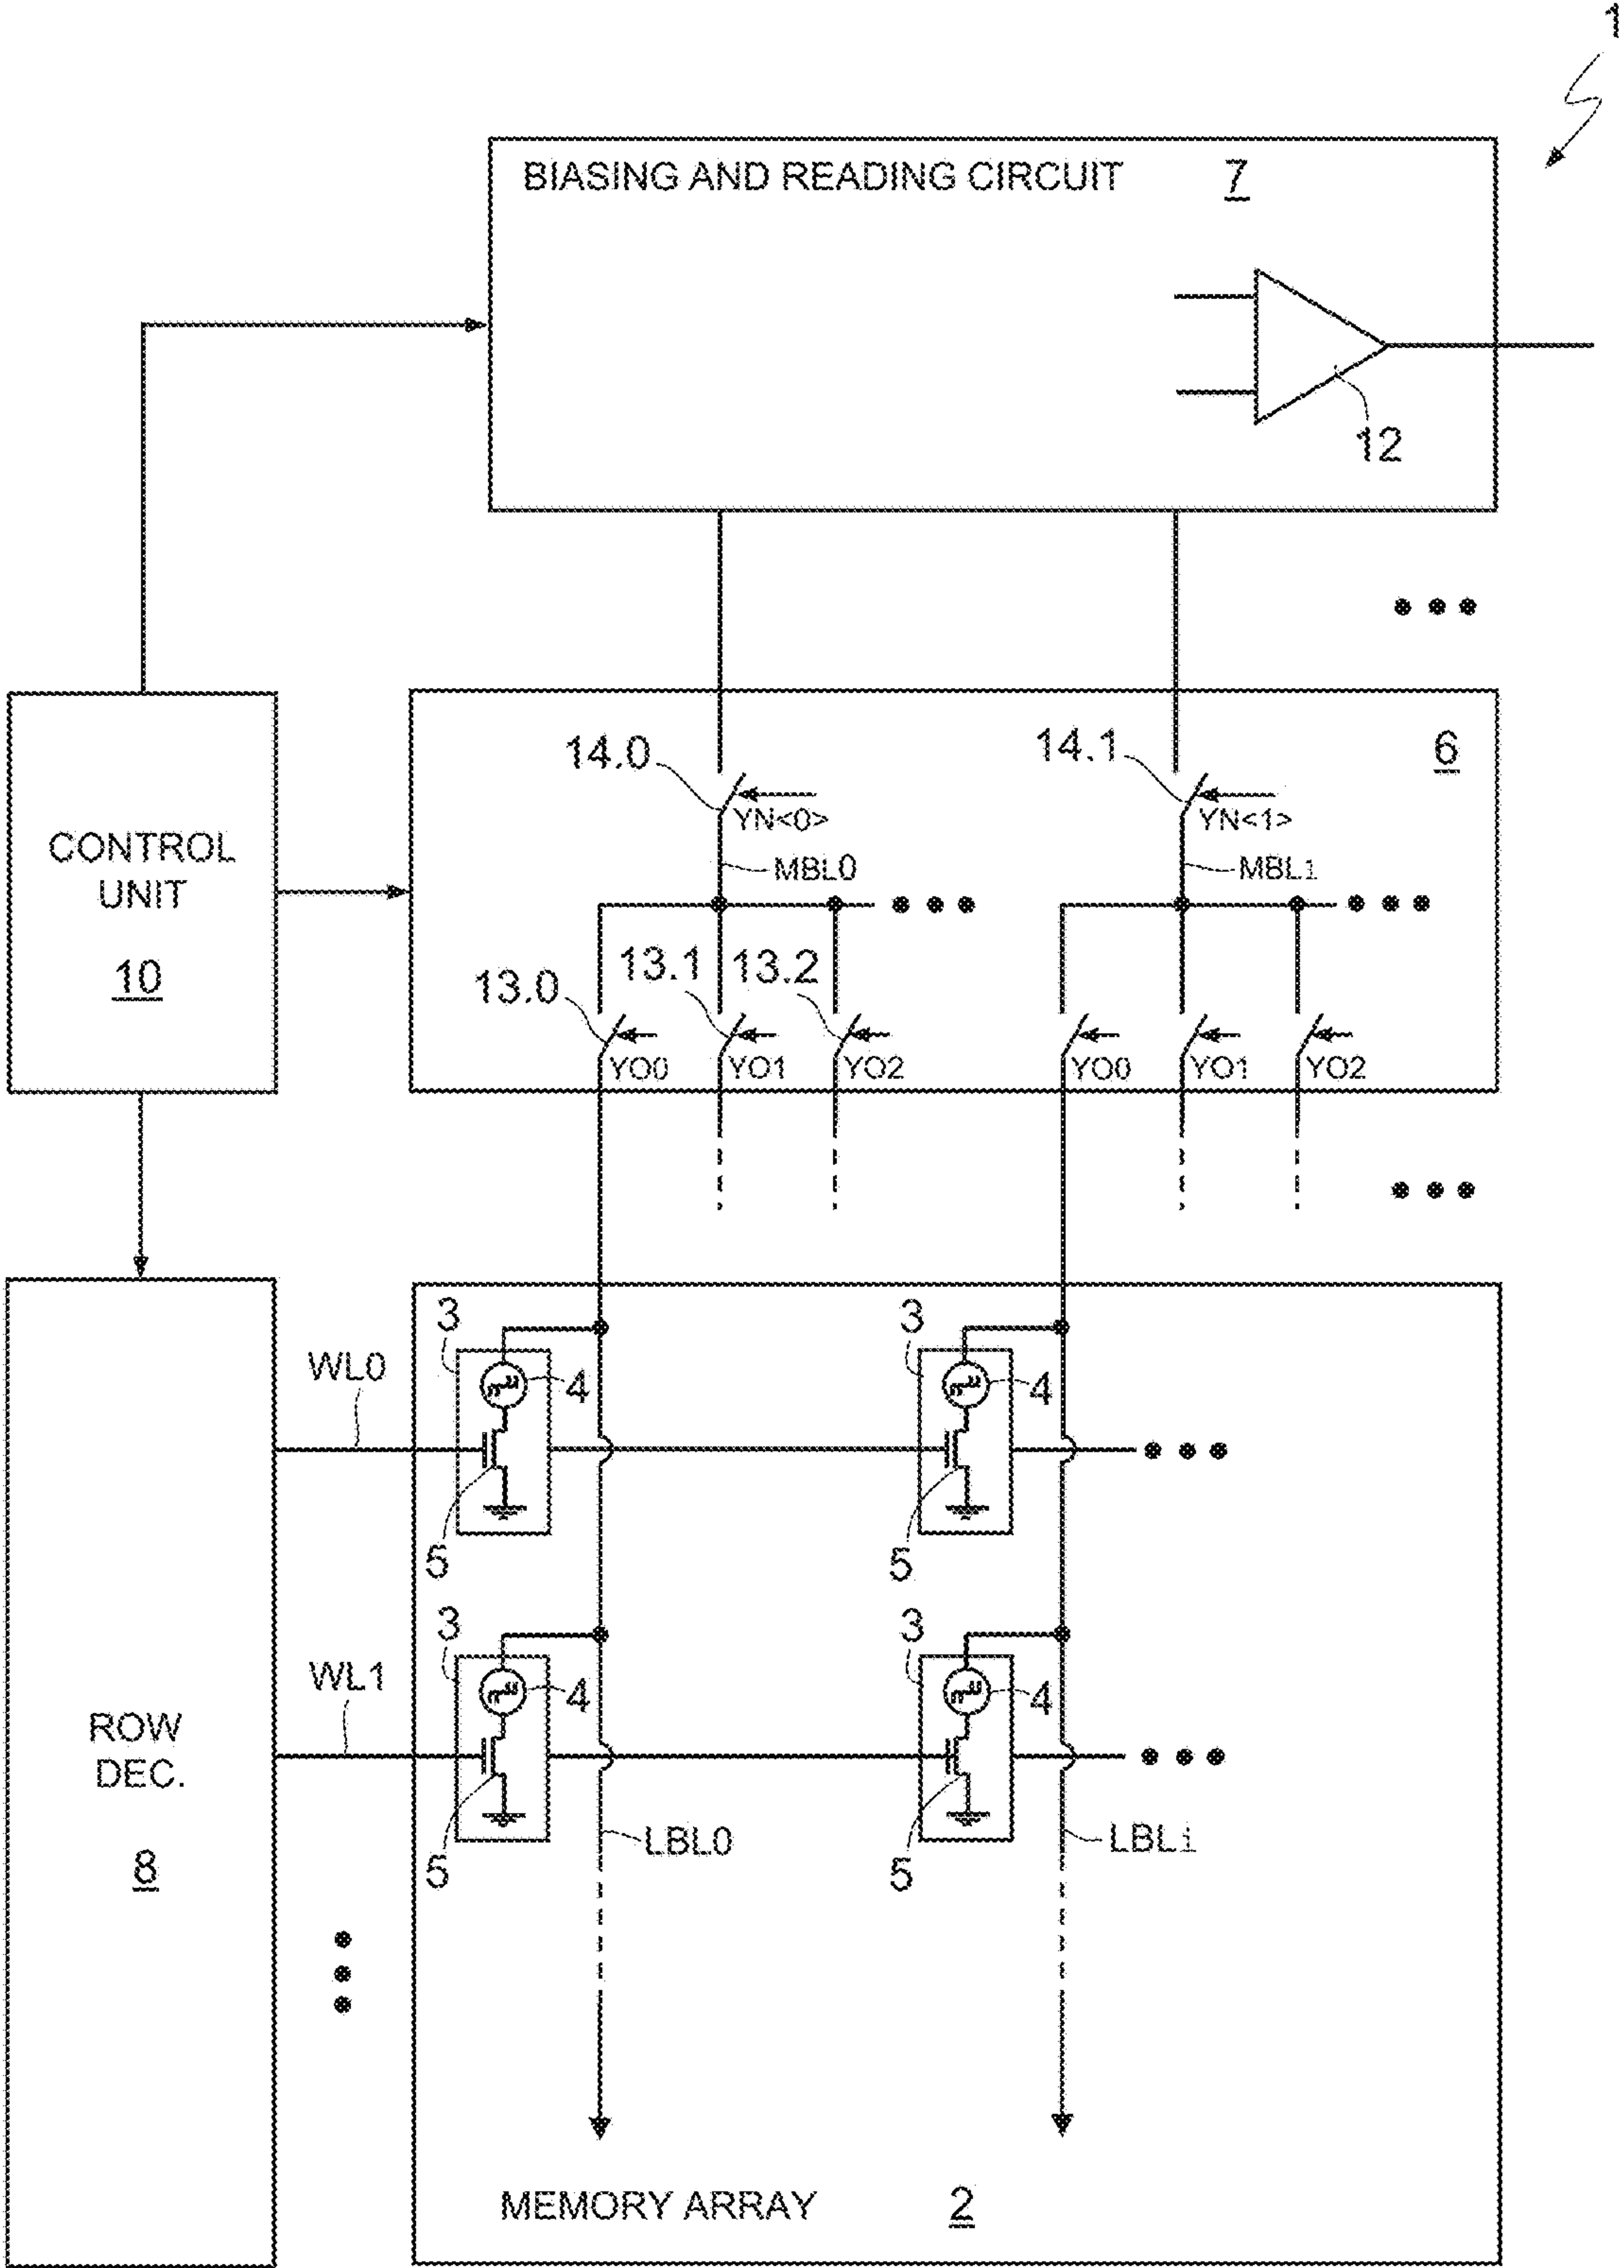 1
BIASING AND READING CIRCUIT 7
12
14.0 14.1 6
YN<0> YN<1>
CONTROL
UNIT
10
MBL0 MBLi
13.0 13.1 13.2
YO0 YO1 YO2 YO0 YO1 YO2
3 3
WL0 4 4
5 5
3 3
WL1 4 4
ROW
DEC.
8
LBL0 LBLi
5 5
MEMORY ARRAY 2